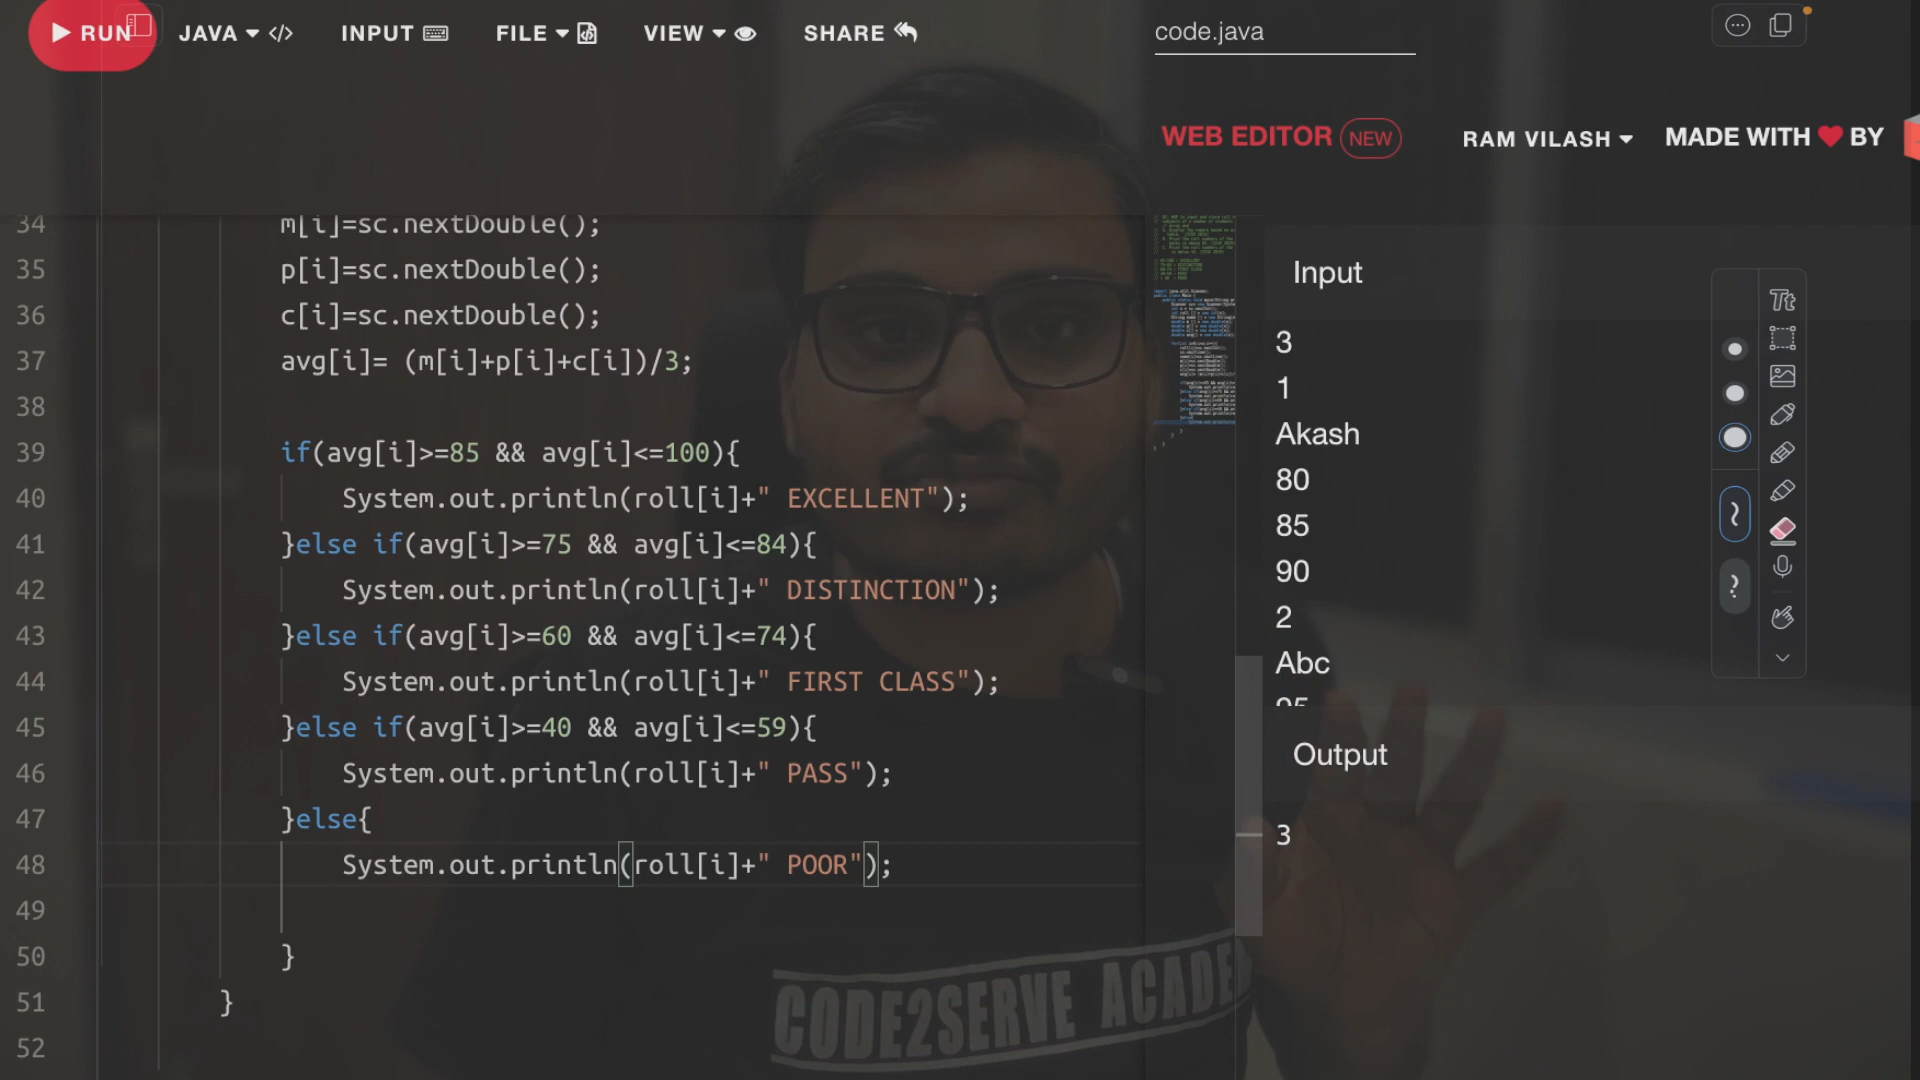 RUN JAVA </> INPUT FILE VIEW SHARE code.java
WEB EDITOR NEW RAM VILASH MADE WITH ❤ BY
34 m[i]=sc.nextDouble();
35 p[i]=sc.nextDouble();
36 c[i]=sc.nextDouble();
37 avg[i]= (m[i]+p[i]+c[i])/3;
38
39 if(avg[i]>=85 && avg[i]<=100){
40 System.out.println(roll[i]+" EXCELLENT");
41 }else if(avg[i]>=75 && avg[i]<=84){
42 System.out.println(roll[i]+" DISTINCTION");
43 }else if(avg[i]>=60 && avg[i]<=74){
44 System.out.println(roll[i]+" FIRST CLASS");
45 }else if(avg[i]>=40 && avg[i]<=59){
46 System.out.println(roll[i]+" PASS");
47 }else{
48 System.out.println(roll[i]+" POOR");
49
50 }
51 }
52
Input
3
1
Akash
80
85
90
2
Abc
Output
3
Tt
CODE2SERVE ACADE